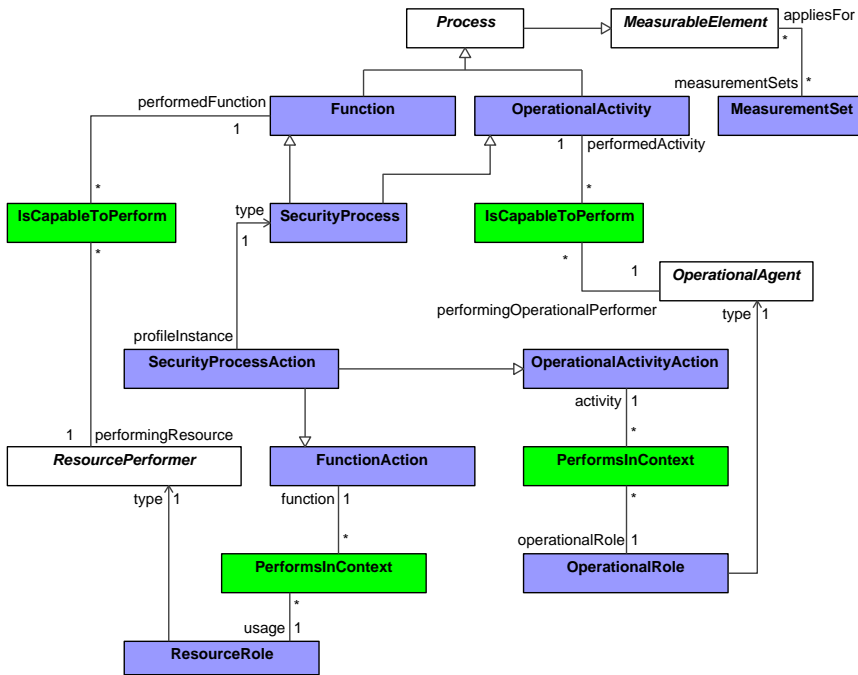 Process
MeasurableElement
appliesFor
*
measurementSets
*
performedFunction
1
Function
OperationalActivity
MeasurementSet
1
performedActivity
*
*
IsCapableToPerform
type
1
SecurityProcess
IsCapableToPerform
*
*
1
OperationalAgent
performingOperationalPerformer
type
1
profileInstance
SecurityProcessAction
OperationalActivityAction
activity
1
*
1
performingResource
ResourcePerformer
FunctionAction
PerformsInContext
type
1
function
1
*
*
operationalRole
1
PerformsInContext
OperationalRole
*
usage
1
ResourceRole